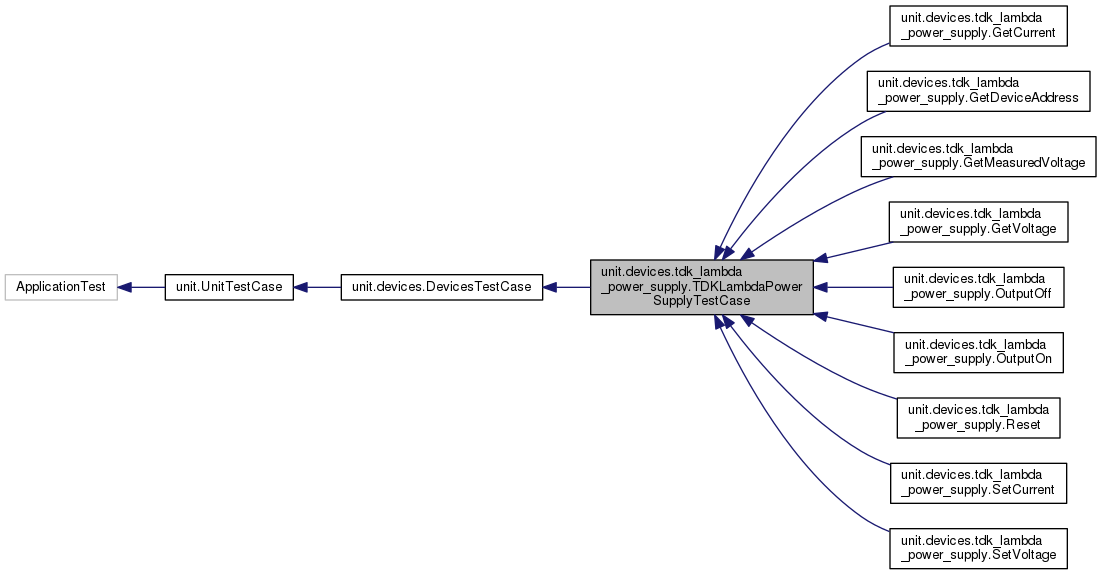 ApplicationTest
unit.UnitTestCase
unit.devices.DevicesTestCase
unit.devices.tdk_lambda
_power_supply.TDKLambdaPower
SupplyTestCase
unit.devices.tdk_lambda
_power_supply.GetCurrent
unit.devices.tdk_lambda
_power_supply.GetDeviceAddress
unit.devices.tdk_lambda
_power_supply.GetMeasuredVoltage
unit.devices.tdk_lambda
_power_supply.GetVoltage
unit.devices.tdk_lambda
_power_supply.OutputOff
unit.devices.tdk_lambda
_power_supply.OutputOn
unit.devices.tdk_lambda
_power_supply.Reset
unit.devices.tdk_lambda
_power_supply.SetCurrent
unit.devices.tdk_lambda
_power_supply.SetVoltage